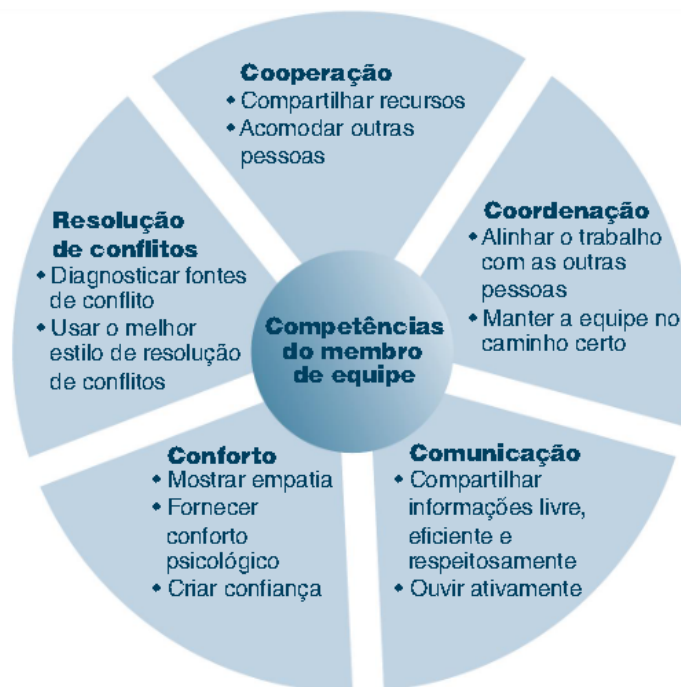 Cooperação
• Compartilhar recursos
• Acomodar outras
pessoas
Coordenação
• Alinhar o trabalho
com as outras
pessoas
• Manter a equipe no
caminho certo
Comunicação
• Compartilhar
informações livre,
eficiente e
respeitosamente
• Ouvir ativamente
Conforto
• Mostrar empatia
• Fornecer
conforto
psicológico
• Criar confiança
Resolução
de conflitos
• Diagnosticar fontes
de conflito
• Usar o melhor
estilo de resolução
de conflitos
Competências
do membro
de equipe